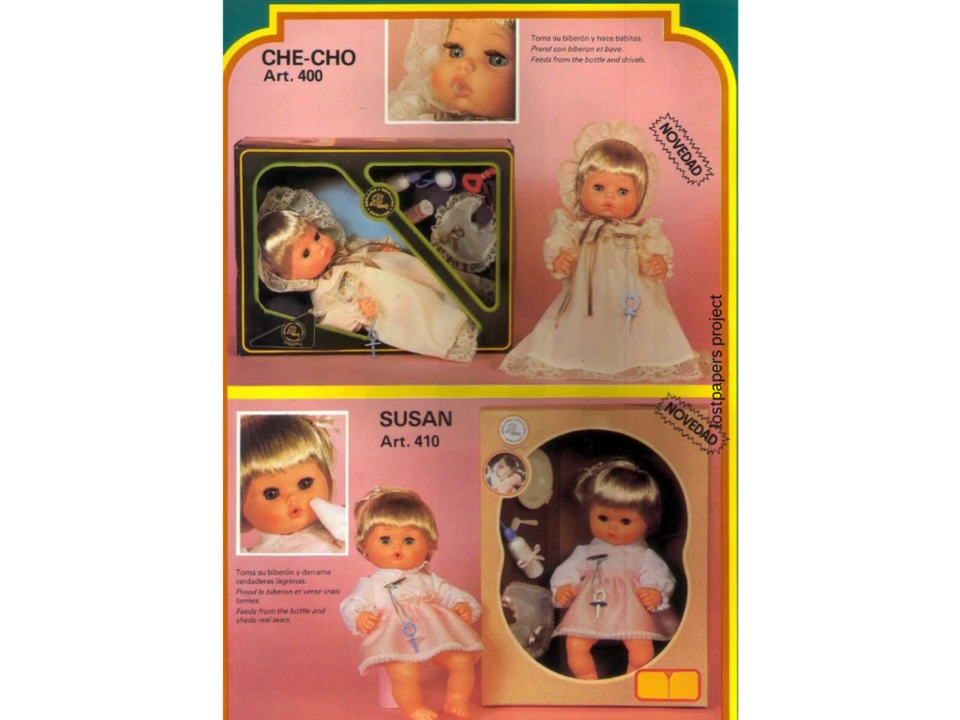 CHE-CHO
Art. 400
Toma su biberón y hace babitas.
Prend son biberon et bave.
Feeds from the bottle and drivels.
NOVEDAD
lostpapers project
SUSAN
Art. 410
NOVEDAD
Toma su biberón y derrama
verdaderas lágrimas.
Prend le biberon et verse vrais
larmes.
Feeds from the bottle and
sheds real tears.